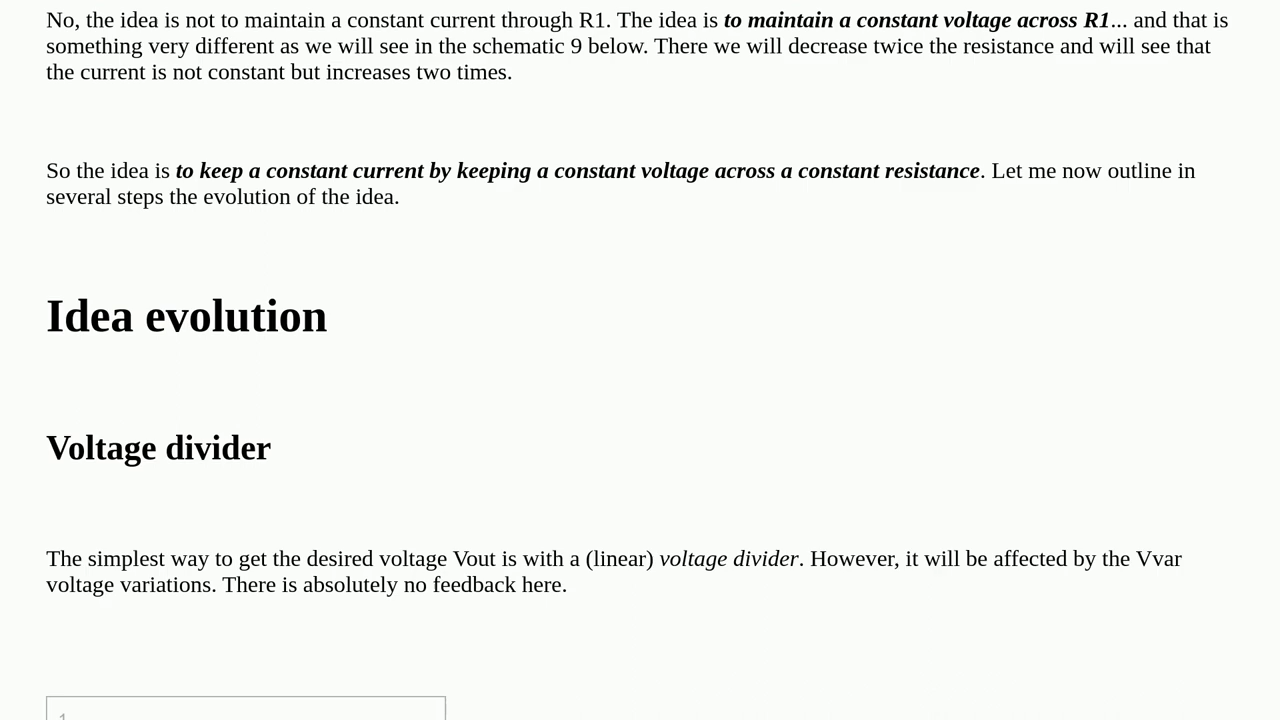 No, the idea is not to maintain a constant current through R1. The idea is to maintain a constant voltage across R1... and that is
something very different as we will see in the schematic 9 below. There we will decrease twice the resistance and will see that
the current is not constant but increases two times.
So the idea is to keep a constant current by keeping a constant voltage across a constant resistance. Let me now outline in
several steps the evolution of the idea.
Idea evolution
Voltage divider
The simplest way to get the desired voltage Vout is with a (linear) voltage divider. However, it will be affected by the Vvar
voltage variations. There is absolutely no feedback here.
1